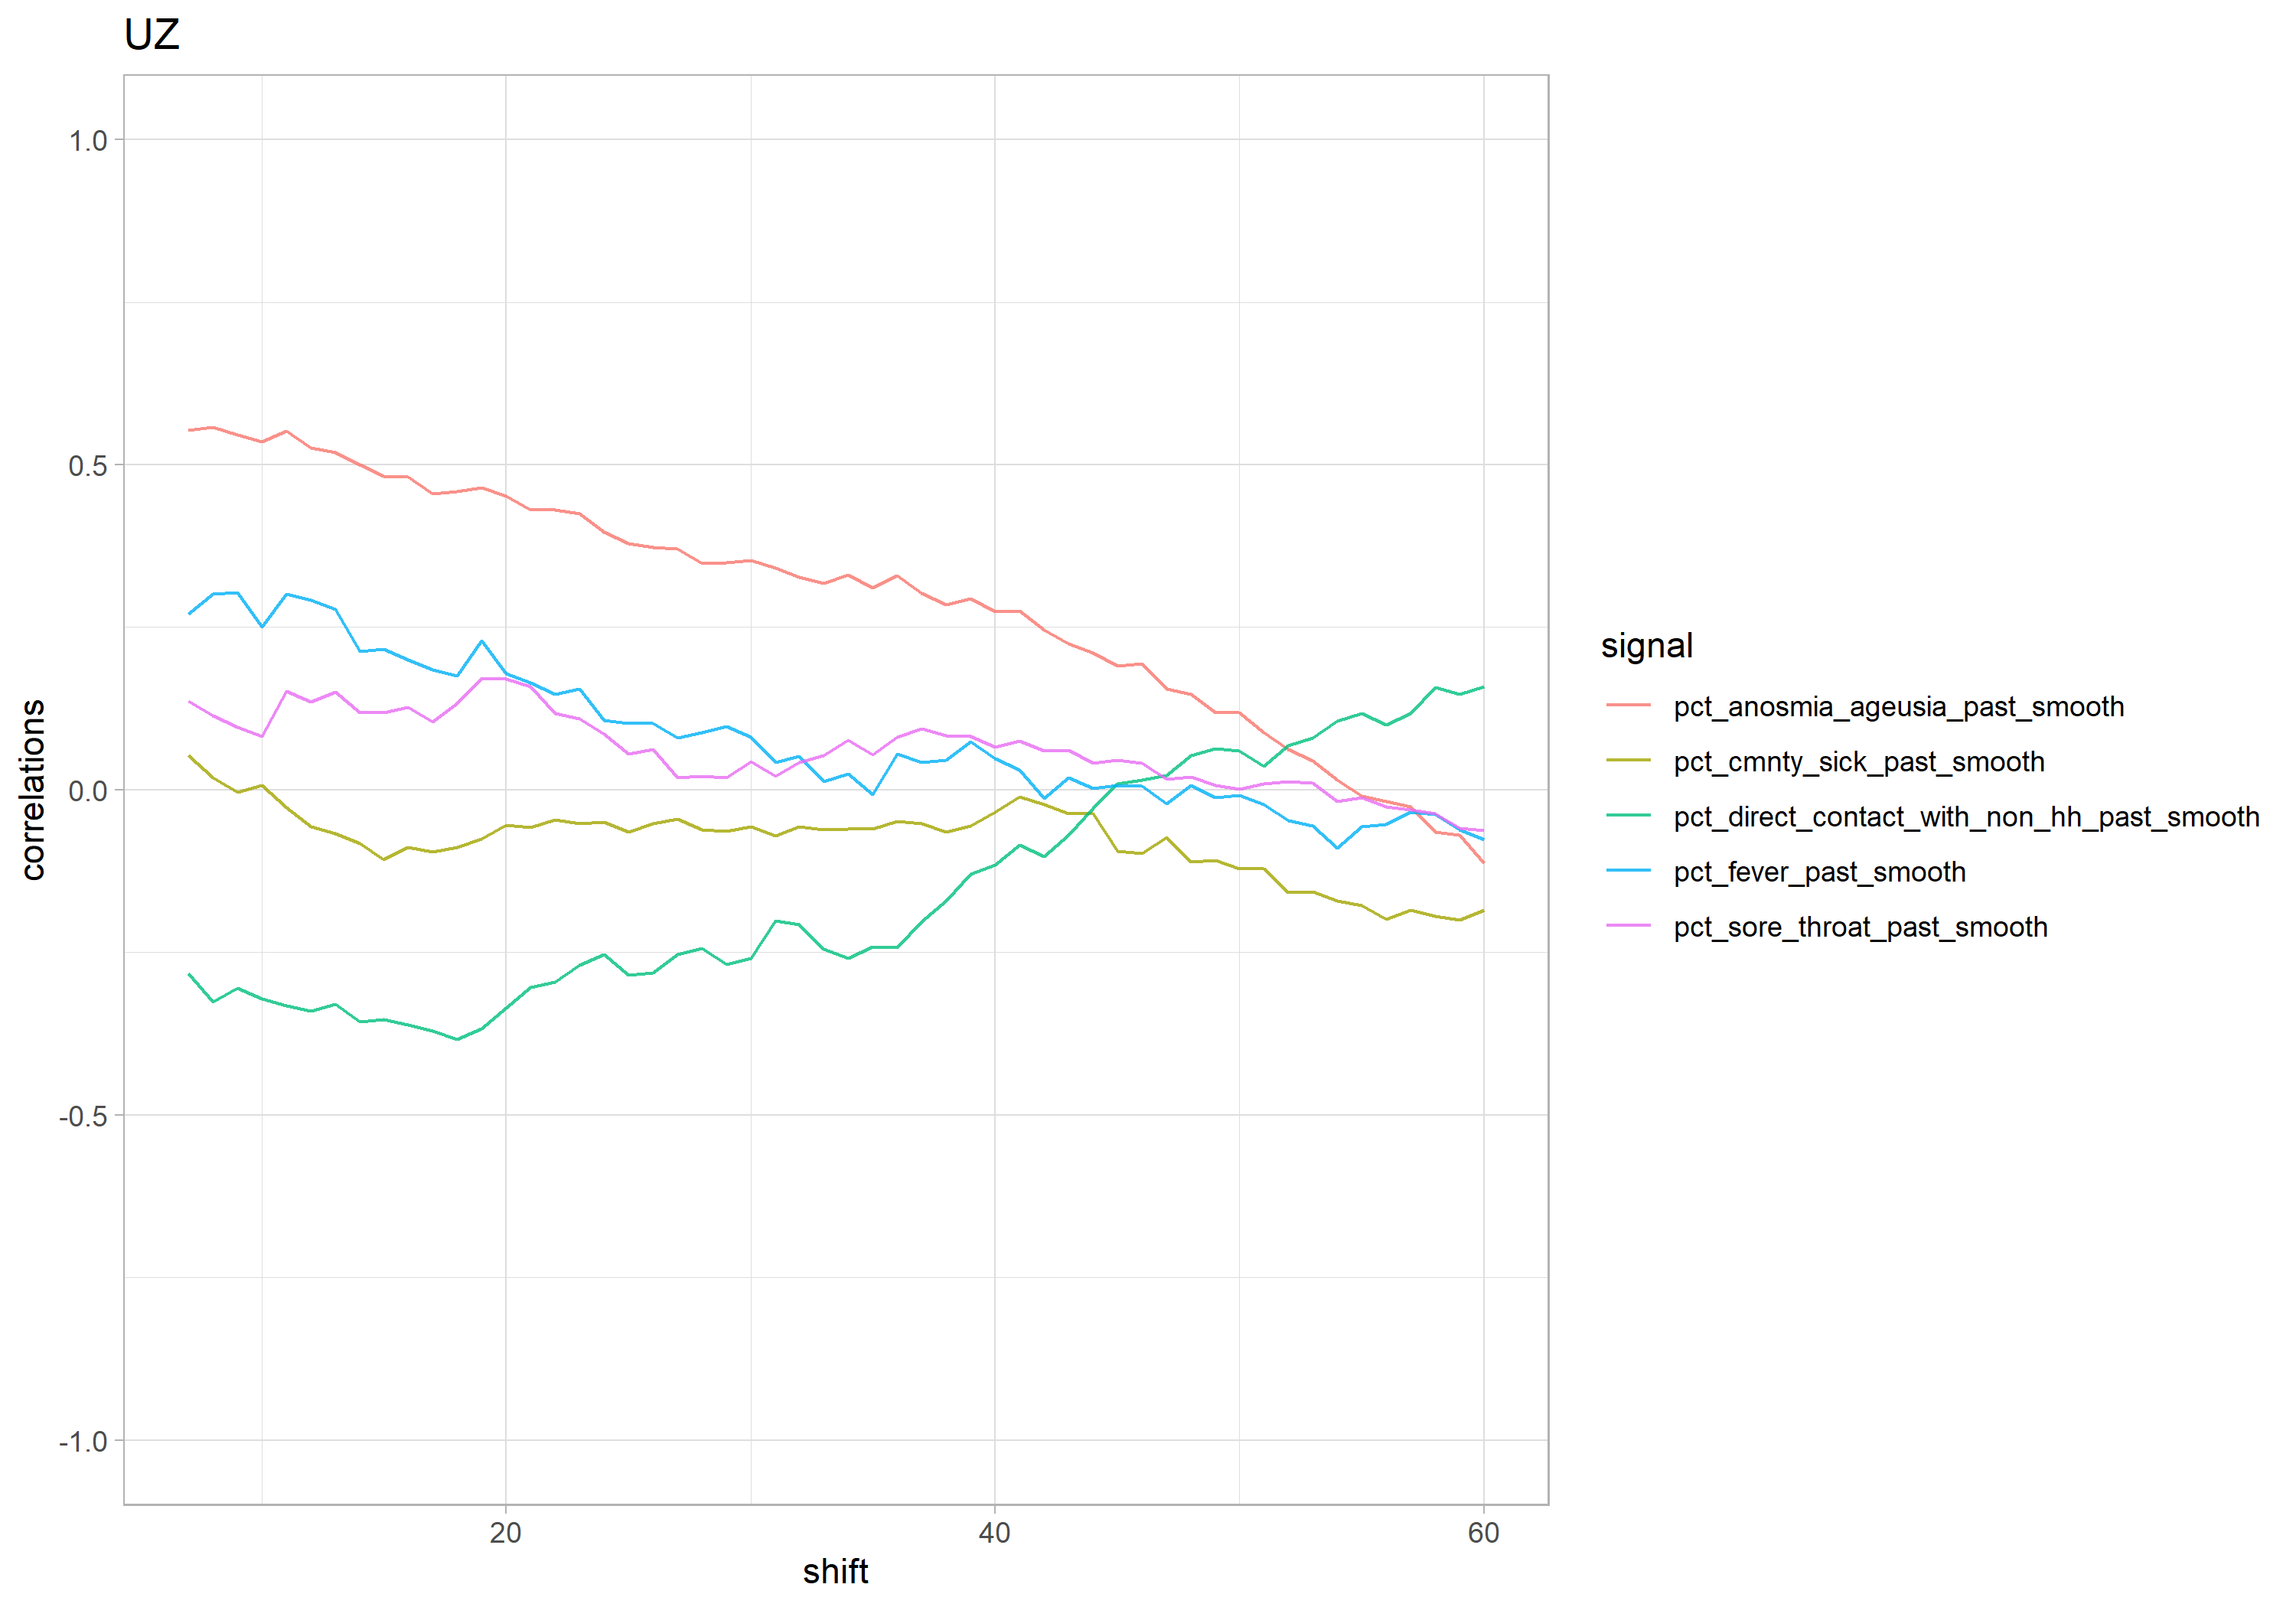 UZ
1.0
0.5
0.0
-0.5
-1.0
correlations
20 40 60
shift
signal
pct_anosmia_ageusia_past_smooth
pct_cmnty_sick_past_smooth
pct_direct_contact_with_non_hh_past_smooth
pct_fever_past_smooth
pct_sore_throat_past_smooth